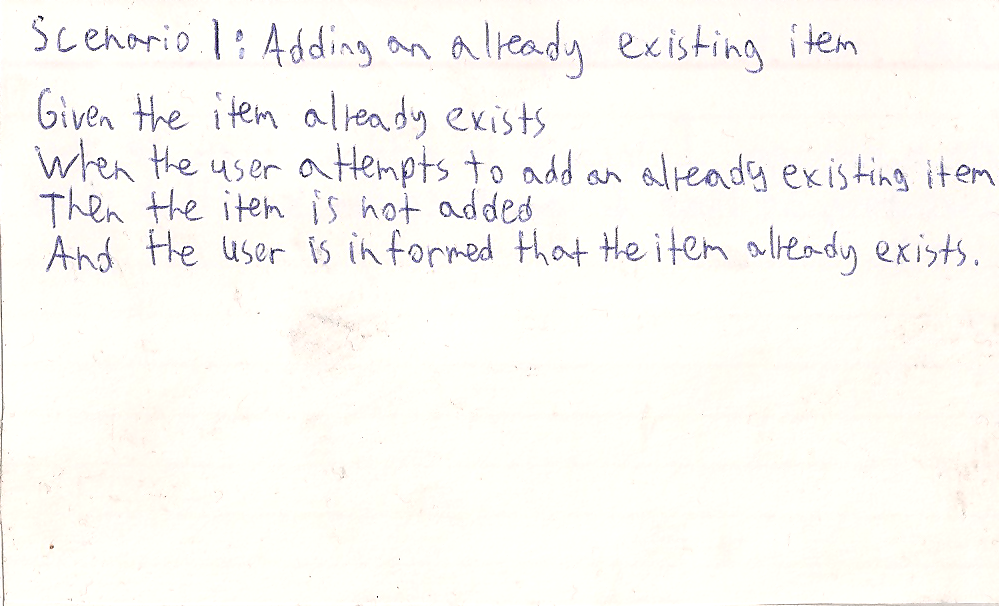 Scenario 1: Adding an already existing item
Given the item already exists
When the user attempts to add an already existing item
Then the item is not added
And the user is informed that the item already exists.